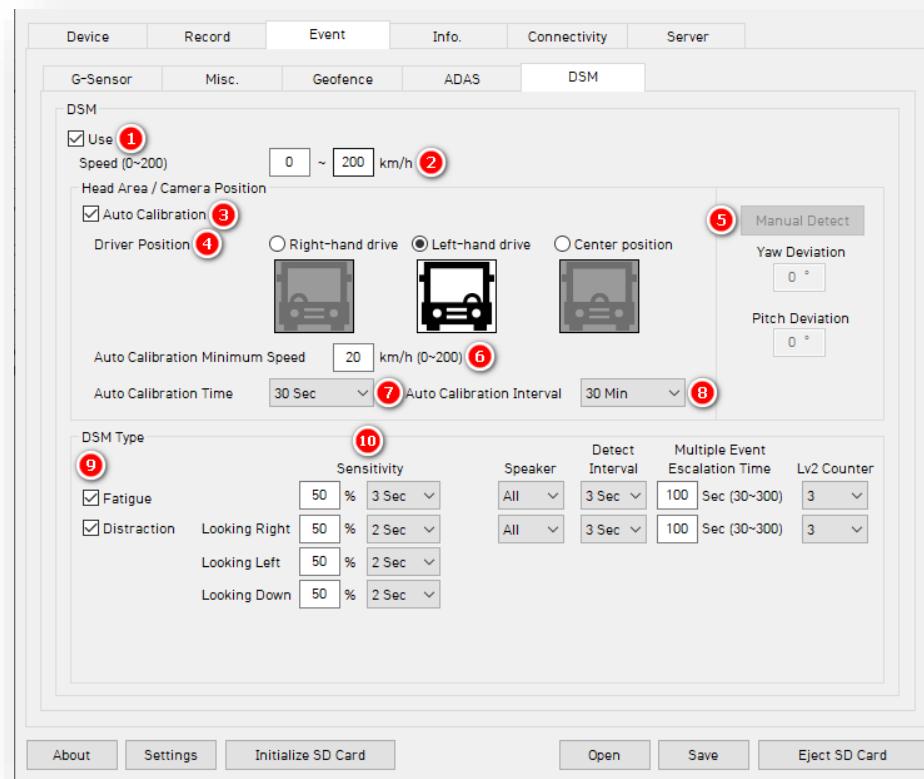 Device Record Event Info. Connectivity Server
G-Sensor Misc. Geofence ADAS DSM
DSM
Use 1
Speed (0~200) 0 ~ 200 km/h 2
Head Area / Camera Position
Auto Calibration 3
5 Manual Detect
Driver Position 4 Right-hand drive Left-hand drive Center position
Yaw Deviation
0 °
Pitch Deviation
0 °
Auto Calibration Minimum Speed 20 km/h (0~200) 6
Auto Calibration Time 30 Sec 7 Auto Calibration Interval 30 Min 8
DSM Type
9 10
Sensitivity Speaker Detect Interval Multiple Event Escalation Time Lv2 Counter
Fatigue 50 % 3 Sec All 3 Sec 100 Sec (30~300) 3
Distraction Looking Right 50 % 2 Sec All 3 Sec 100 Sec (30~300) 3
Looking Left 50 % 2 Sec
Looking Down 50 % 2 Sec
About Settings Initialize SD Card Open Save Eject SD Card